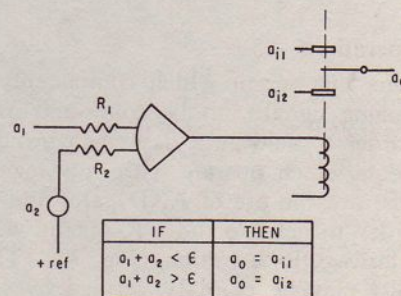 a_i1
a_o
a_i2
R_1
a_1
R_2
a_2
+ ref
IF THEN
a_1 + a_2 < ϵ a_o = a_i1
a_1 + a_2 > ϵ a_o = a_i2